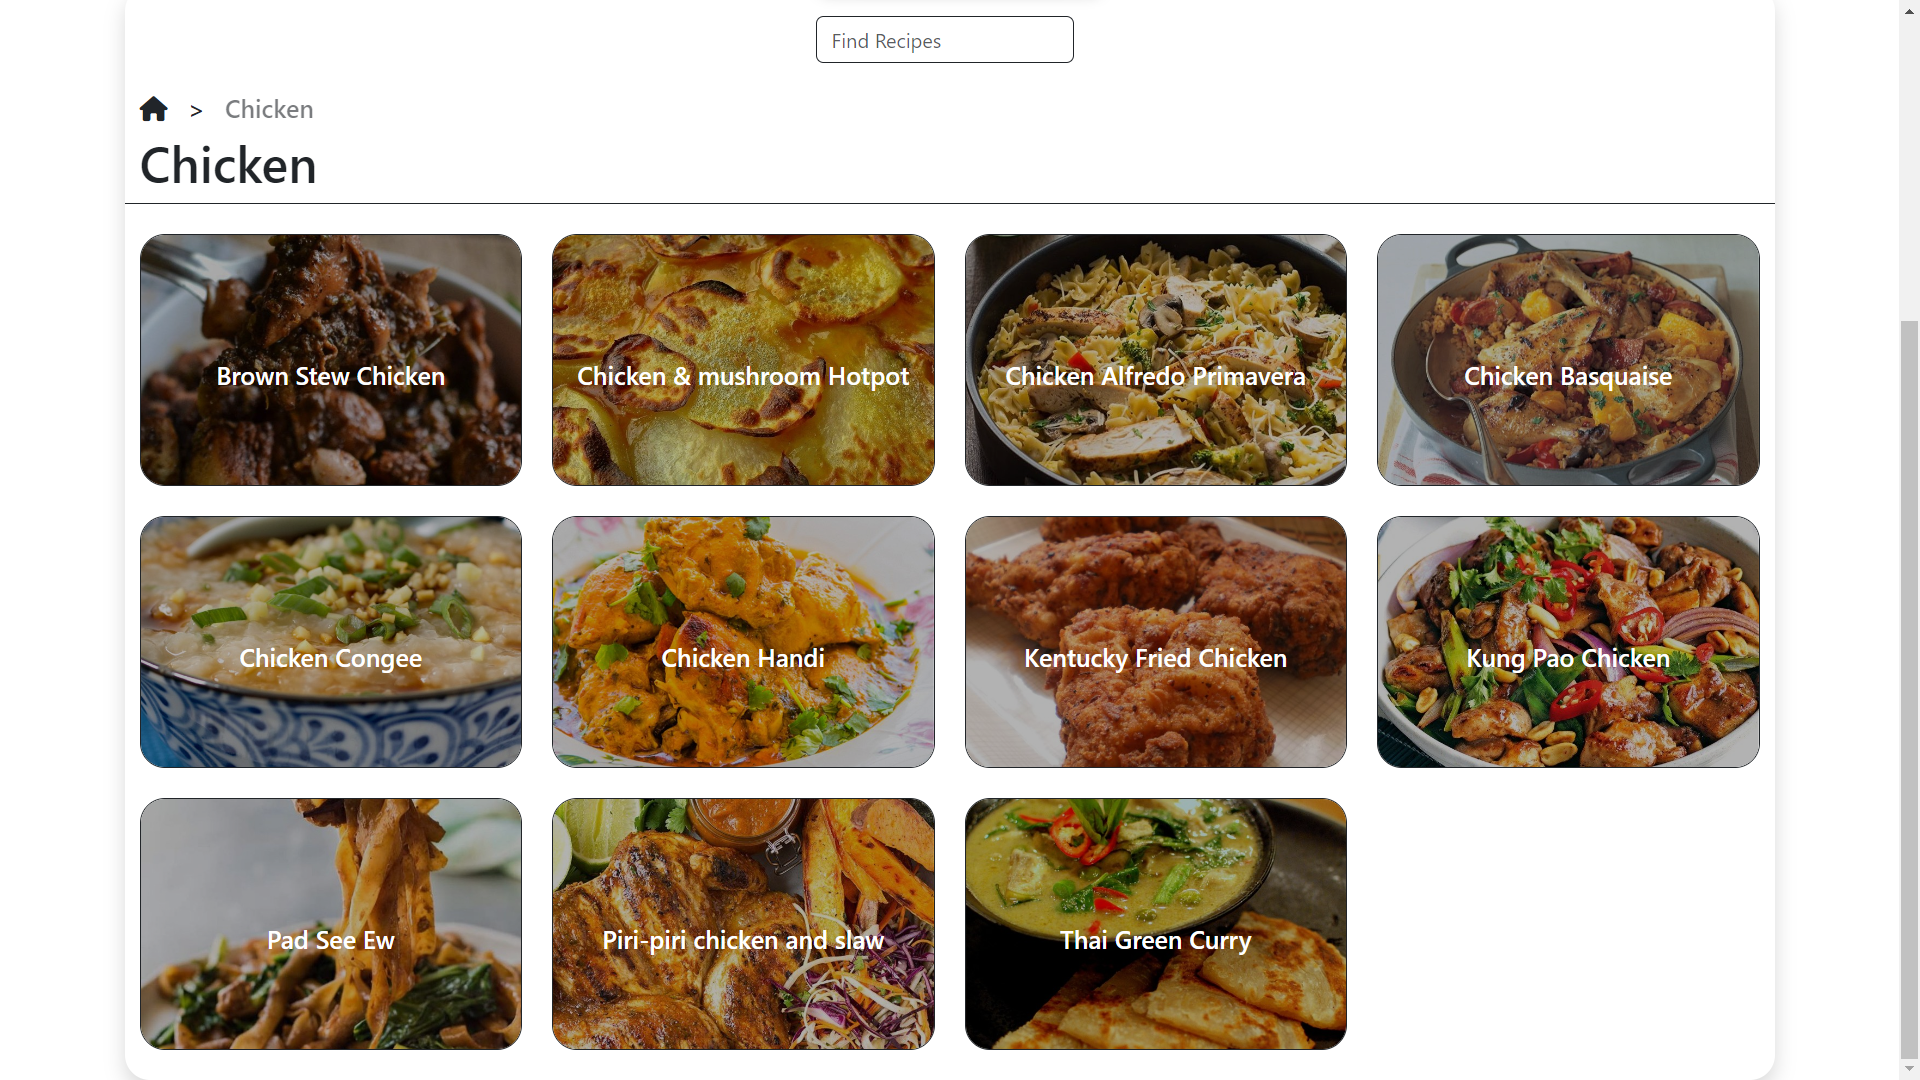 Find Recipes
> Chicken
Chicken
Brown Stew Chicken
Chicken & mushroom Hotpot
Chicken Alfredo Primavera
Chicken Basquaise
Chicken Congee
Chicken Handi
Kentucky Fried Chicken
Kung Pao Chicken
Pad See Ew
Piri-piri chicken and slaw
Thai Green Curry